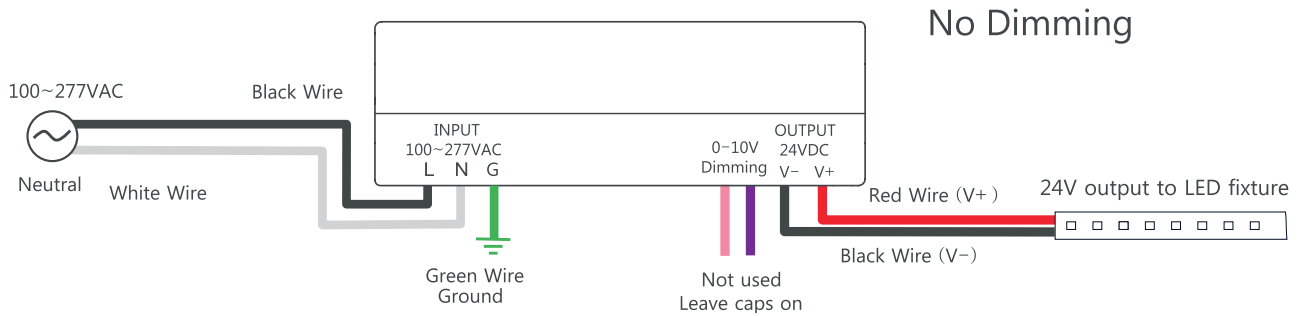 No Dimming
100~277VAC
Black Wire
Neutral
White Wire
INPUT
100~277VAC
L N G
0-10V
Dimming
OUTPUT
24VDC
V- V+
Green Wire
Ground
Not used
Leave caps on
Red Wire (V+)
Black Wire (V-)
24V output to LED fixture